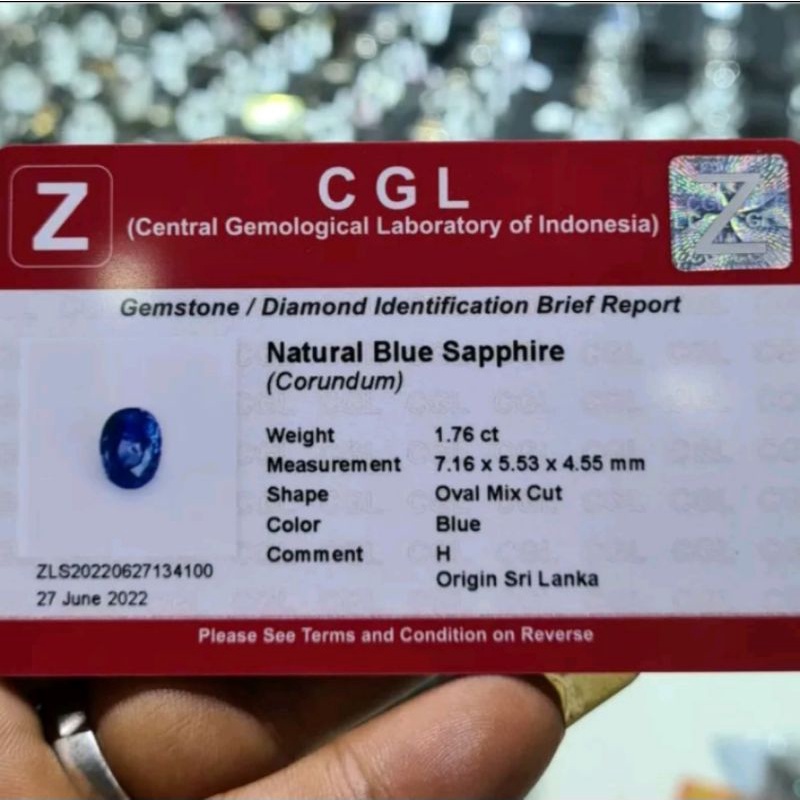 Z
C G L
(Central Gemological Laboratory of Indonesia)
Z
Gemstone / Diamond Identification Brief Report
Natural Blue Sapphire
(Corundum)
Weight 1.76 ct
Measurement 7.16 x 5.53 x 4.55 mm
Shape Oval Mix Cut
Color Blue
Comment H
Origin Sri Lanka
ZLS20220627134100
27 June 2022
Please See Terms and Condition on Reverse